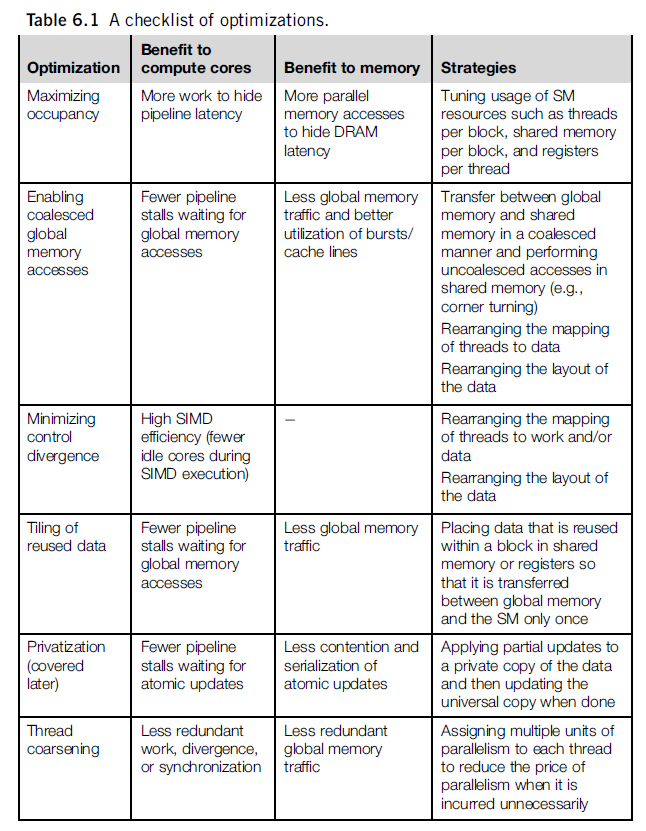 Table 6.1 A checklist of optimizations.
Optimization
Benefit to
compute cores
Benefit to memory
Strategies
Maximizing
occupancy
More work to hide
pipeline latency
More parallel
memory accesses
to hide DRAM
latency
Tuning usage of SM
resources such as threads
per block, shared memory
per block, and registers
per thread
Enabling
coalesced
global
memory
accesses
Fewer pipeline
stalls waiting for
global memory
accesses
Less global memory
traffic and better
utilization of bursts/
cache lines
Transfer between global
memory and shared
memory in a coalesced
manner and performing
uncoalesced accesses in
shared memory (e.g.,
corner turning)
Rearranging the mapping
of threads to data
Rearranging the layout of
the data
Minimizing
control
divergence
High SIMD
efficiency (fewer
idle cores during
SIMD execution)
—
Rearranging the mapping
of threads to work and/or
data
Rearranging the layout of
the data
Tiling of
reused data
Fewer pipeline
stalls waiting for
global memory
accesses
Less global memory
traffic
Placing data that is reused
within a block in shared
memory or registers so
that it is transferred
between global memory
and the SM only once
Privatization
(covered
later)
Fewer pipeline
stalls waiting for
atomic updates
Less contention and
serialization of
atomic updates
Applying partial updates to
a private copy of the data
and then updating the
universal copy when done
Thread
coarsening
Less redundant
work, divergence,
or synchronization
Less redundant
global memory
traffic
Assigning multiple units of
parallelism to each thread
to reduce the price of
parallelism when it is
incurred unnecessarily